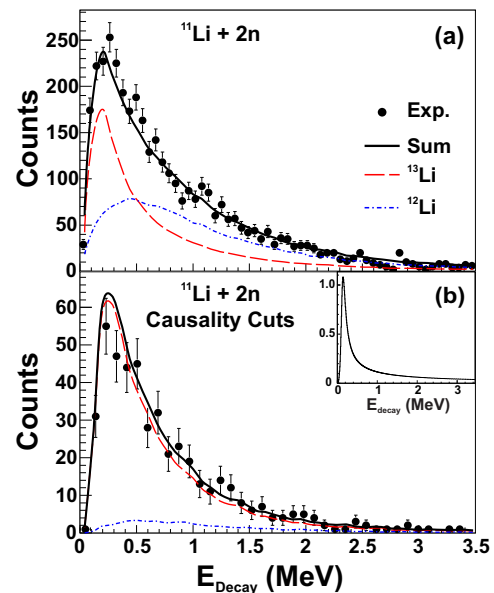 ¹¹Li + 2n
(a)
250
200
150
100
50
0
Counts
Exp.
Sum
¹³Li
¹²Li
¹¹Li + 2n
Causality Cuts
(b)
60
50
40
30
20
10
0
Counts
1.0
0.5
0
0 1 2 3
E_decay (MeV)
0 0.5 1 1.5 2 2.5 3 3.5
E_Decay (MeV)